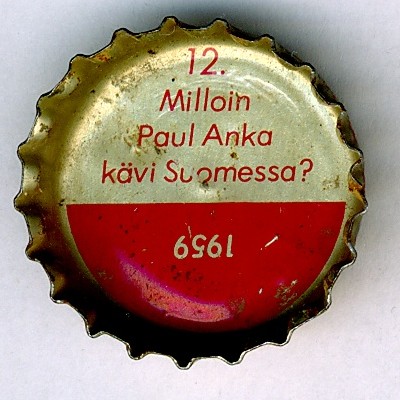 12.
Milloin
Paul Anka
kävi Suomessa?
1959